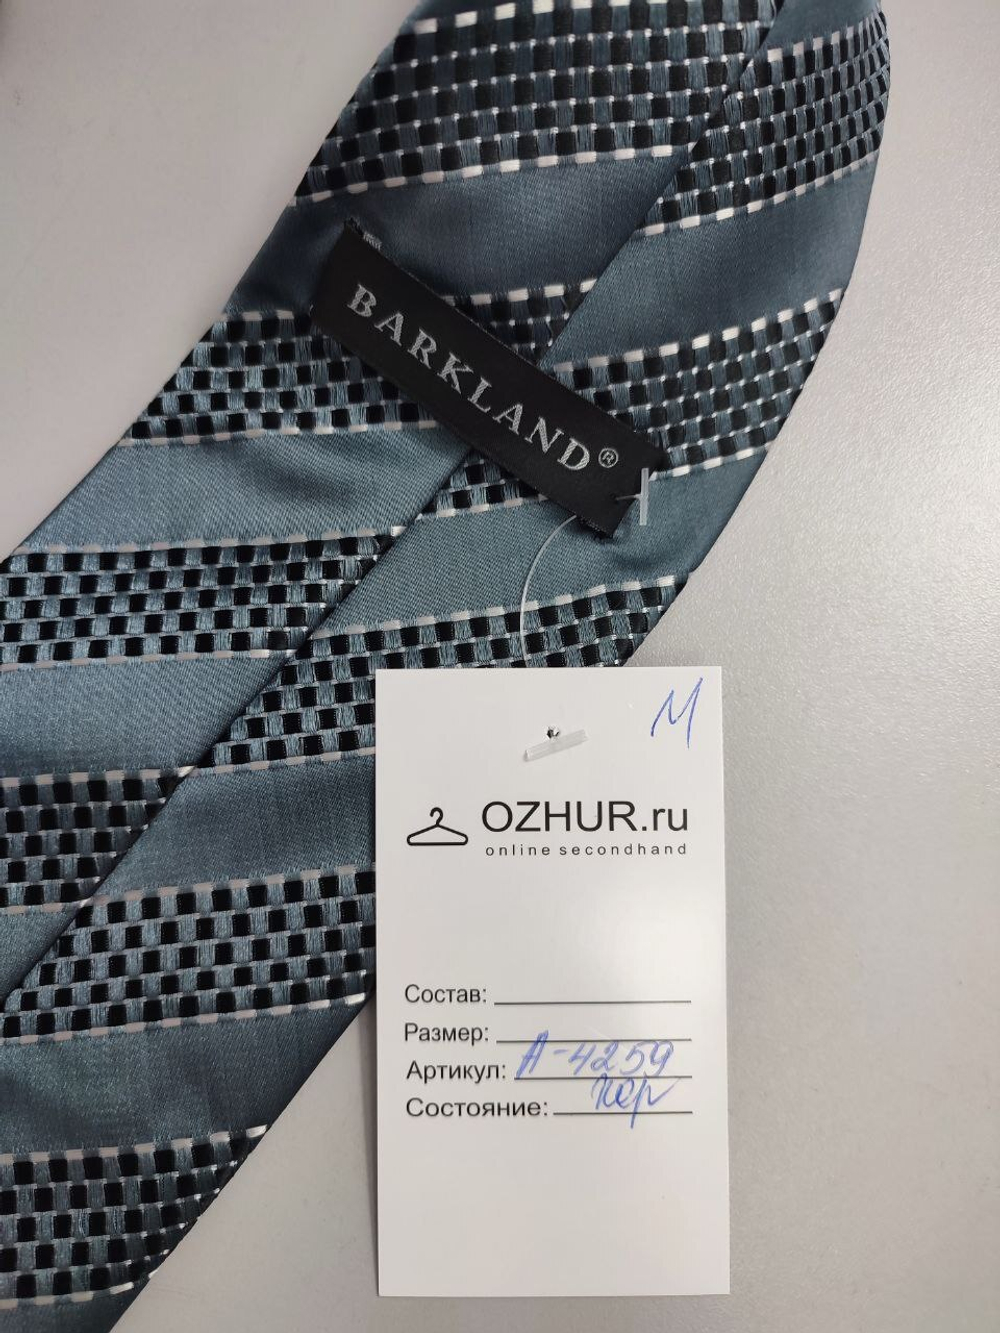 BARKLAND®
М
OZHUR.ru
online secondhand
Состав:
Размер:
Артикул: А-4259
Состояние: хор